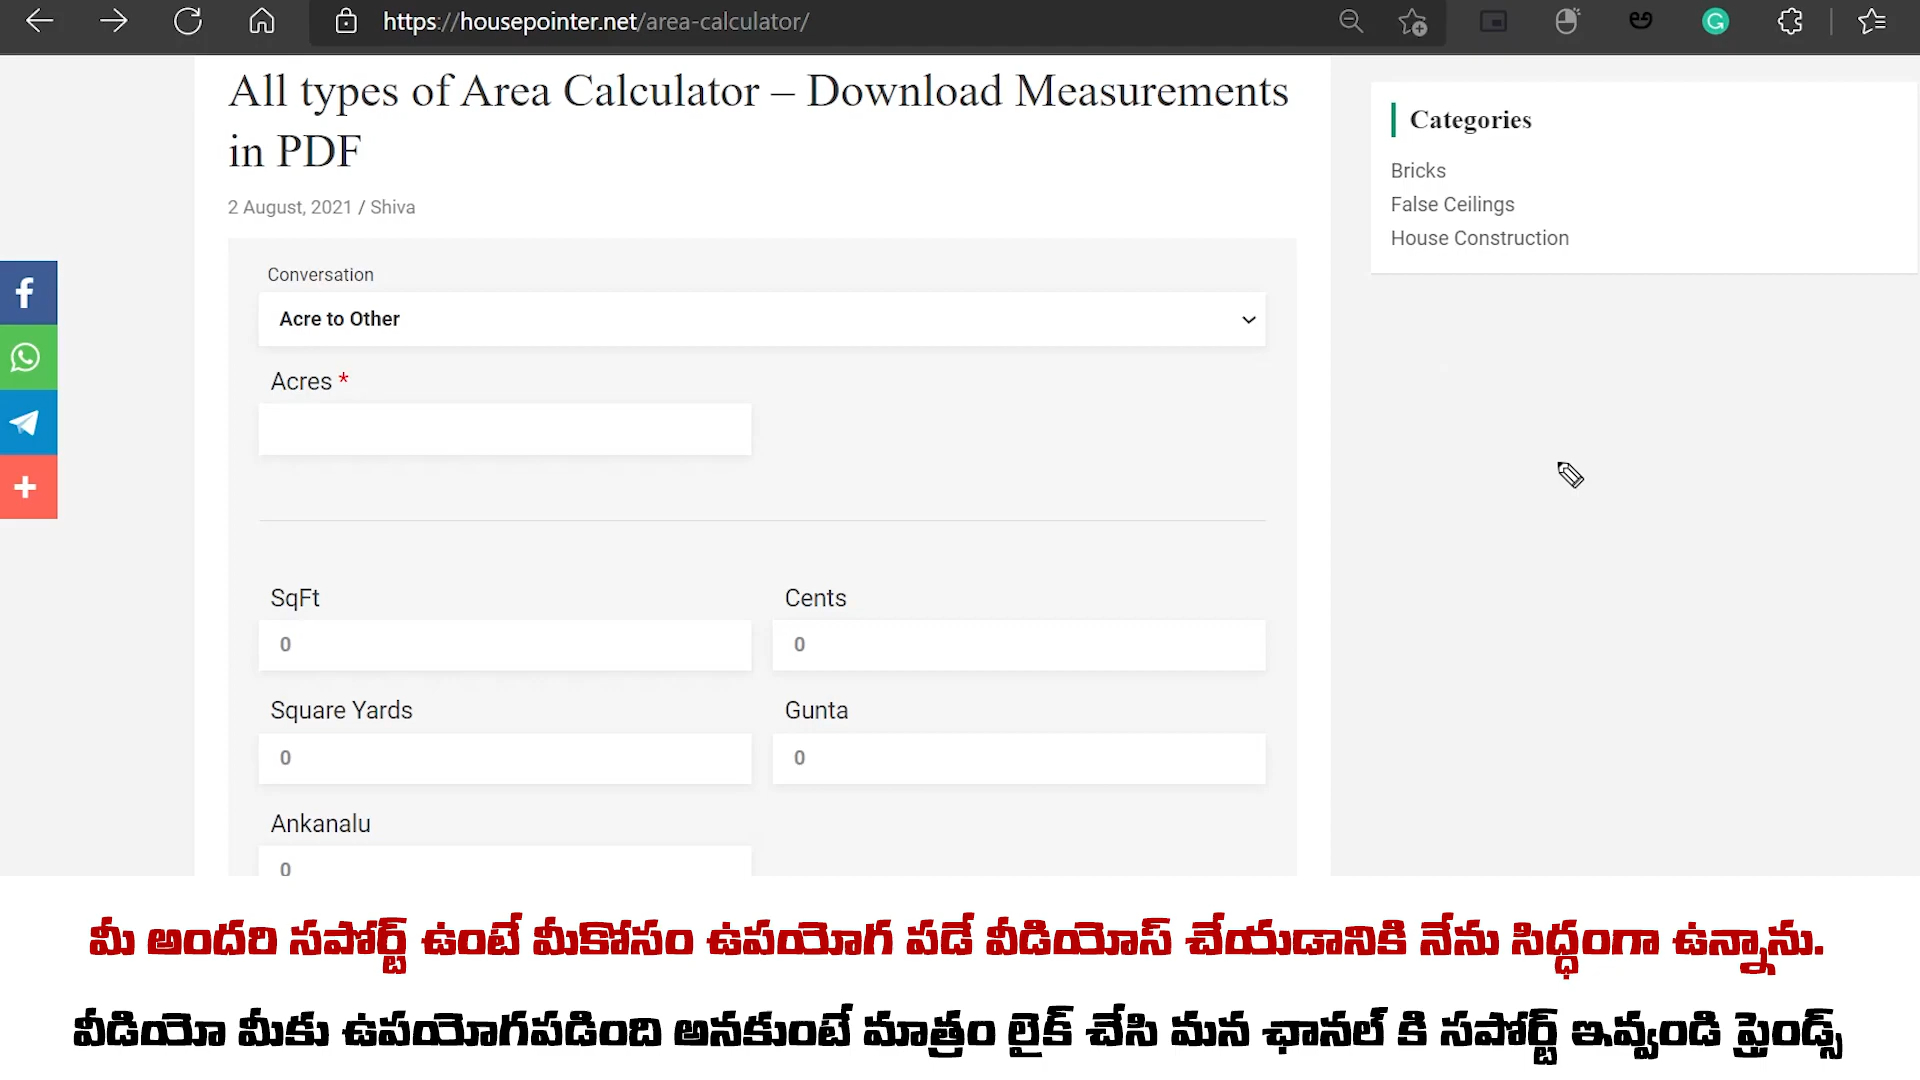 https://housepointer.net/area-calculator/
All types of Area Calculator – Download Measurements
in PDF
2 August, 2021 / Shiva
Categories
Bricks
False Ceilings
House Construction
Conversation
Acre to Other
Acres *
SqFt
Cents
0
0
Square Yards
Gunta
0
0
Ankanalu
0
మీ అందరి సపోర్ట్ ఉంటే మీకోసం ఉపయోగ పడే వీడియోస్ చేయడానికి నేను సిద్ధంగా ఉన్నాను.
వీడియో మీకు ఉపయోగపడింది అనకుంటే మాత్రం లైక్ చేసి మన ఛానల్ కి సపోర్ట్ ఇవ్వండి ఫ్రెండ్స్